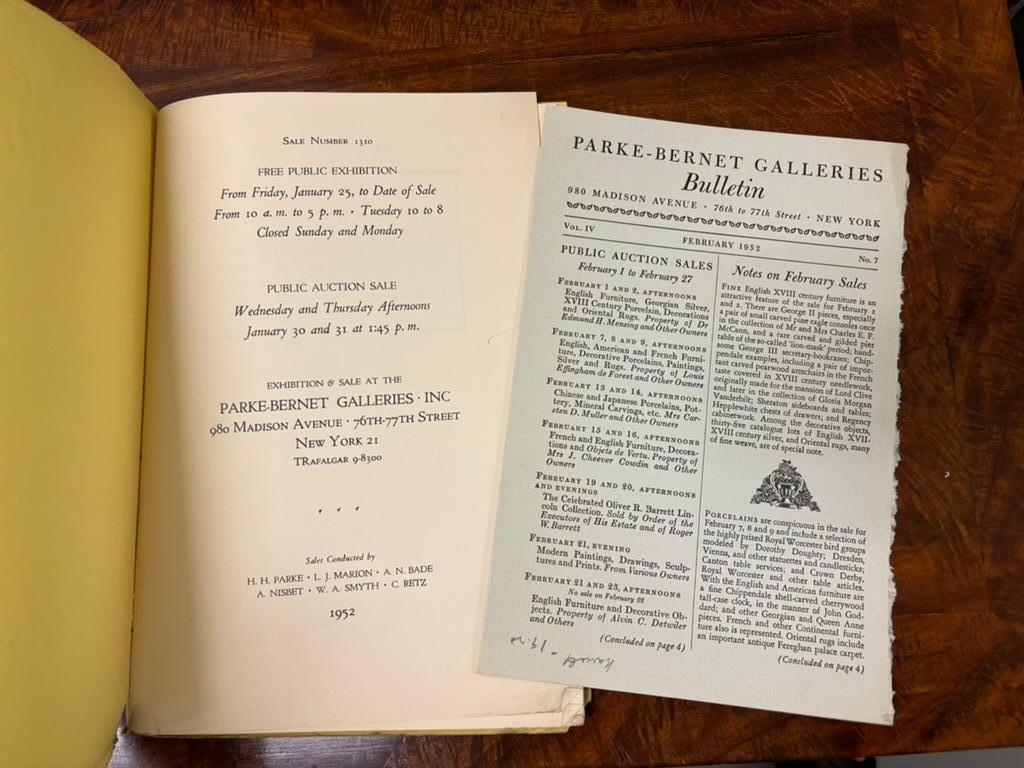 SALE NUMBER 1310
FREE PUBLIC EXHIBITION
From Friday, January 25, to Date of Sale
From 10 a. m. to 5 p. m. · Tuesday 10 to 8
Closed Sunday and Monday
PUBLIC AUCTION SALE
Wednesday and Thursday Afternoons
January 30 and 31 at 1:45 p. m.
EXHIBITION & SALE AT THE
PARKE-BERNET GALLERIES · INC
980 MADISON AVENUE · 76TH-77TH STREET
NEW YORK 21
TRAFALGAR 9-8300
Sales Conducted by
H. H. PARKE · L. J. MARION · A. N. BADE
A. NISBET · W. A. SMYTH · C. RETZ
1952
PARKE-BERNET GALLERIES
Bulletin
980 MADISON AVENUE · 76th to 77th Street · NEW YORK
VOL. IV FEBRUARY 1952 No. 7
PUBLIC AUCTION SALES
February 1 to February 27
FEBRUARY 1 AND 2, AFTERNOONS
English Furniture, Georgian Silver,
XVIII Century Porcelain, Decorations
and Oriental Rugs. Property of Dr
Edmund H. Mensing and Other Owners
FEBRUARY 7, 8 AND 9, AFTERNOONS
English, American and French Furni-
ture, Decorative Porcelains, Paintings,
Silver and Rugs. Property of Louis
Effingham de Forest and Other Owners
FEBRUARY 13 AND 14, AFTERNOONS
Chinese and Japanese Porcelains, Pot-
tery, Mineral Carvings, etc. Mrs Car-
sten D. Muller and Other Owners
FEBRUARY 15 AND 16, AFTERNOONS
French and English Furniture, Decora-
tions and Objets de Vertu. Property of
Mrs J. Cheever Cowdin and Other
Owners
FEBRUARY 19 AND 20, AFTERNOONS
AND EVENINGS
The Celebrated Oliver R. Barrett Lin-
coln Collection. Sold by Order of the
Executors of His Estate and of Roger
W. Barrett
FEBRUARY 21, EVENING
Modern Paintings, Drawings, Sculp-
tures and Prints. From Various Owners
FEBRUARY 21 AND 23, AFTERNOONS
No sale on February 22
English Furniture and Decorative Ob-
jects. Property of Alvin C. Detwiler
and Others
(Concluded on page 4)
Notes on February Sales
FINE English XVIII century furniture is an
attractive feature of the sale for February 1
and 2. There are George II pieces, especially
a pair of small carved pine eagle consoles once
in the collection of Mr and Mrs Charles E. F.
McCann, and a rare carved and gilded pier
table of the so-called 'lion-mask' period; hand-
some George III secretary-bookcases; Chip-
pendale examples, including a pair of impor-
tant carved pearwood armchairs in the French
taste covered in XVIII century needlework,
originally made for the mansion of Lord Clive
and later in the collection of Gloria Morgan
Vanderbilt; Sheraton sideboards and tables;
Hepplewhite chests of drawers; and Regency
cabinetwork. Among the decorative objects,
thirty-five catalogue lots of English XVII-
XVIII century silver, and Oriental rugs, many
of fine weave, are of special note.
PORCELAINS are conspicuous in the sale for
February 7, 8 and 9 and include a selection of
the highly prized Royal Worcester bird groups
modeled by Dorothy Doughty; Dresden,
Vienna, and other statuettes and candlesticks;
Canton table services; and Crown Derby,
Royal Worcester and other table articles.
With the English and American furniture are
a fine Chippendale shell-carved cherrywood
tall-case clock, in the manner of John God-
dard; and other Georgian and Queen Anne
pieces. French and other Continental furni-
ture also is represented. Oriental rugs include
an important antique Fereghan palace carpet.
(Concluded on page 4)